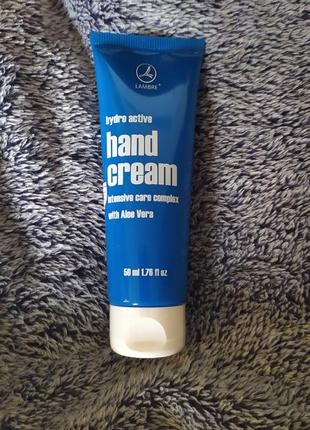 LAMBRE®
hydro active
hand
cream
intensive care complex
with Aloe Vera
50 ml 1.76 fl oz